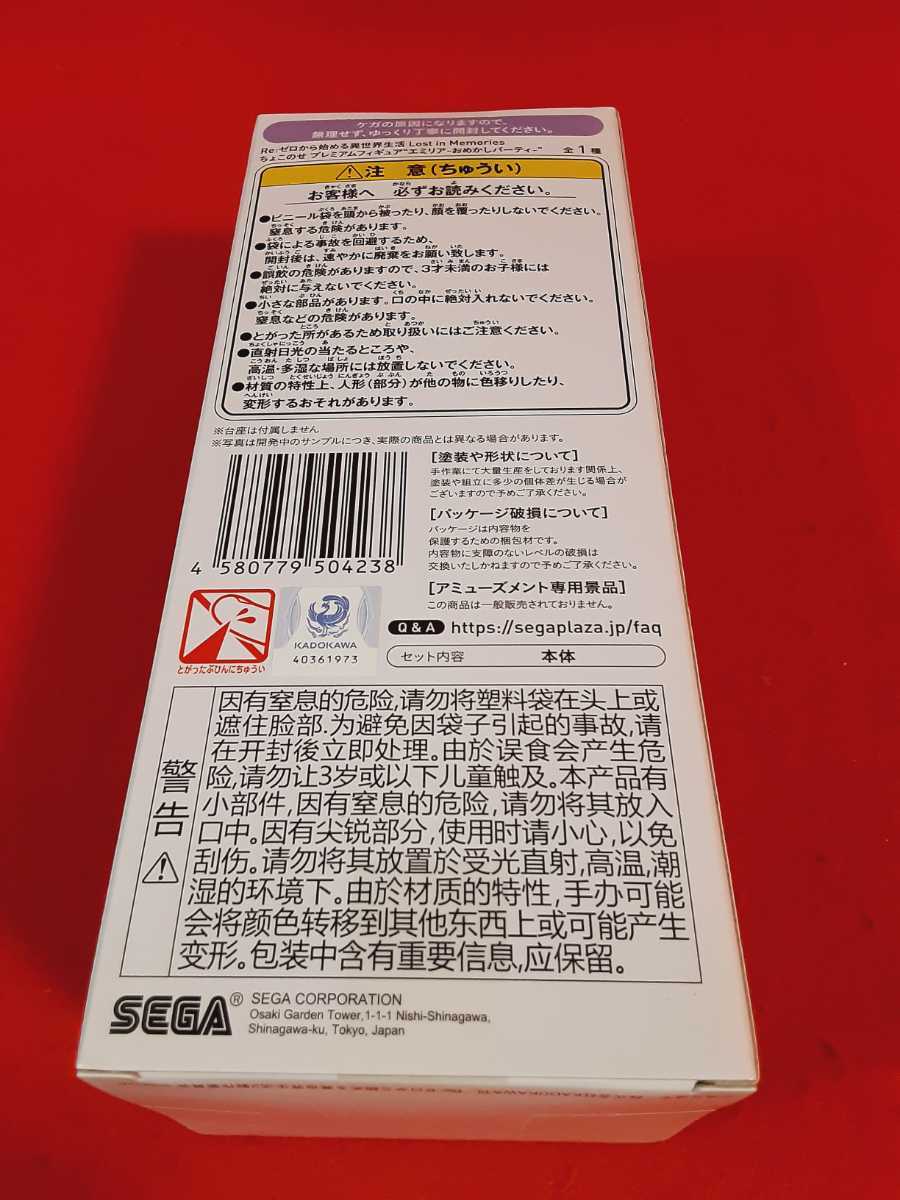 ケガの原因になりますので、
無理せず、ゆっくり丁寧に開封してください。
Re:ゼロから始める異世界生活 Lost in Memories
ちょこのせ プレミアムフィギュア“エミリア-おめかしパーティ-” 全1種
⚠注 意(ちゅうい)
お客様へ 必ずお読みください。
●ビニール袋を頭から被ったり、顔を覆ったりしないでください。
窒息する危険があります。
●袋による事故を回避するため、
開封後は、速やかに廃棄をお願い致します。
●誤飲の危険がありますので、3才未満のお子様には
絶対に与えないでください。
●小さな部品があります。口の中に絶対入れないでください。
窒息などの危険があります。
●とがった所があるため取り扱いにはご注意ください。
●直射日光の当たるところや、
高温・多湿な場所には放置しないでください。
●材質の特性上、人形(部分)が他の物に色移りしたり、
変形するおそれがあります。
※台座は付属しません
※写真は開発中のサンプルにつき、実際の商品とは異なる場合があります。
[塗装や形状について]
手作業にて大量生産をしております関係上、
塗装や組立に多少の個体差が生じる場合が
ございますので予めご了承ください。
[パッケージ破損について]
パッケージは内容物を
保護するための梱包材です。
内容物に支障のないレベルの破損は
交換いたしかねますので予めご了承ください。
4 580779 504238
[アミューズメント専用景品]
この商品は一般販売されておりません。
Q & A https://segaplaza.jp/faq
セット内容 本体
とがったぶひんにちゅうい
KADOKAWA
40361973
警告⚠
因有窒息的危险,请勿将塑料袋在头上或
遮住脸部.为避免因袋子引起的事故,请
在开封後立即处理。由於误食会产生危
险,请勿让3岁或以下儿童触及。本产品有
小部件,因有窒息的危险,请勿将其放入
口中。因有尖锐部分,使用时请小心,以免
刮伤。请勿将其放置於受光直射,高温,潮
湿的环境下。由於材质的特性,手办可能
会将颜色转移到其他东西上或可能产生
变形。包装中含有重要信息,应保留。
SEGA® SEGA CORPORATION
Osaki Garden Tower,1-1-1 Nishi-Shinagawa,
Shinagawa-ku, Tokyo, Japan